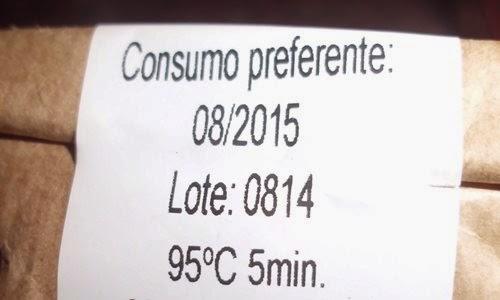 Consumo preferente:
08/2015
Lote: 0814
95ºC 5min.